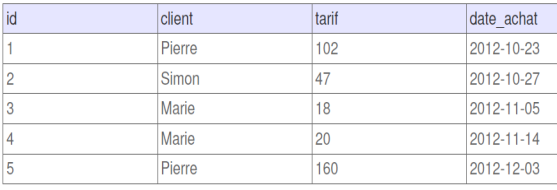 id client tarif date_achat
1 Pierre 102 2012-10-23
2 Simon 47 2012-10-27
3 Marie 18 2012-11-05
4 Marie 20 2012-11-14
5 Pierre 160 2012-12-03